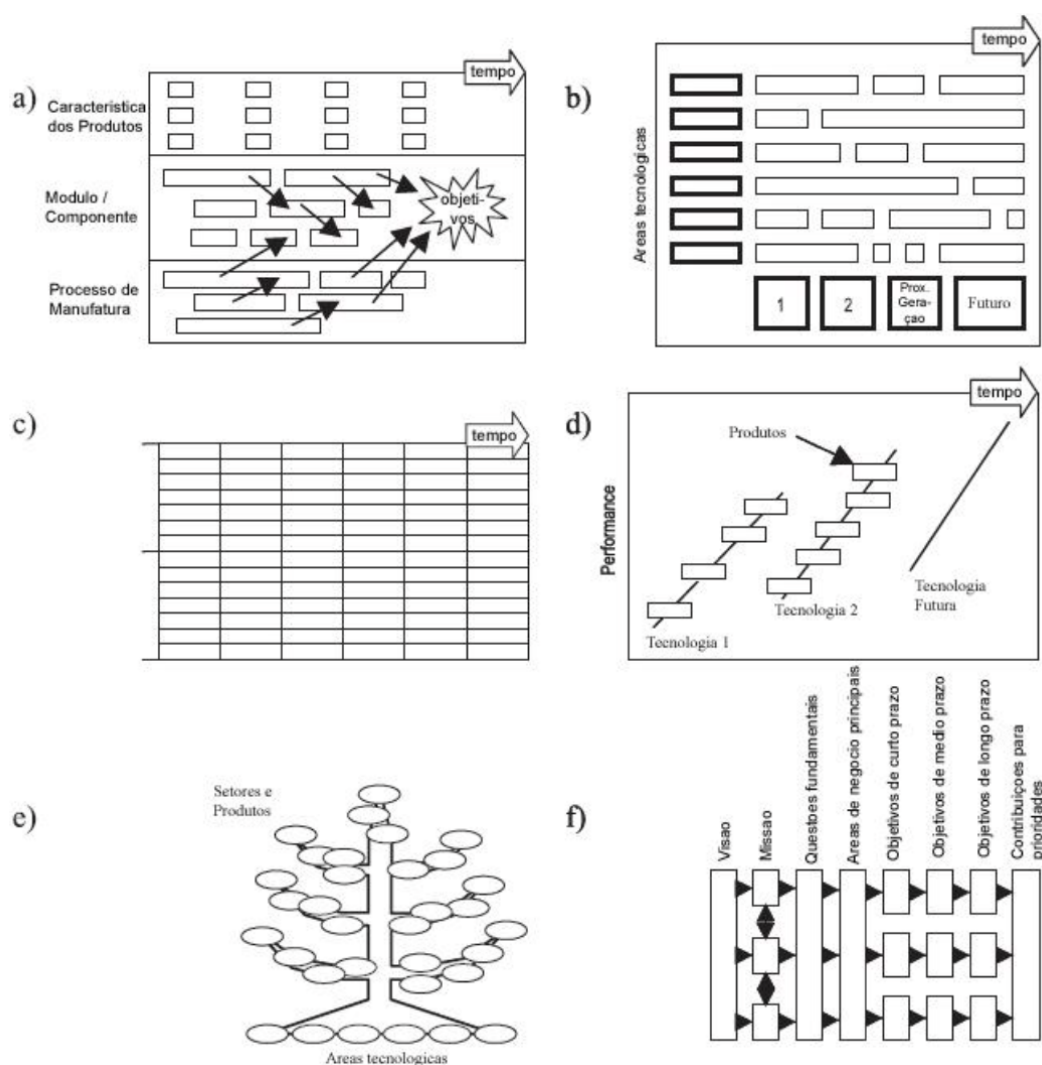 a)
tempo
Característica
dos Produtos
Modulo /
Componente
objeti-
vos
Processo de
Manufatura
b)
tempo
Areas tecnologicas
1
2
Prox.
Gera-
çao
Futuro
c)
tempo
d)
tempo
Performance
Produtos
Tecnologia 1
Tecnologia 2
Tecnologia
Futura
e)
Setores e
Produtos
Areas tecnologicas
f)
Visao
Missao
Questoes fundamentais
Areas de negocio principais
Objetivos de curto prazo
Objetivos de medio prazo
Objetivos de longo prazo
Contribuiçoes para
prioridades